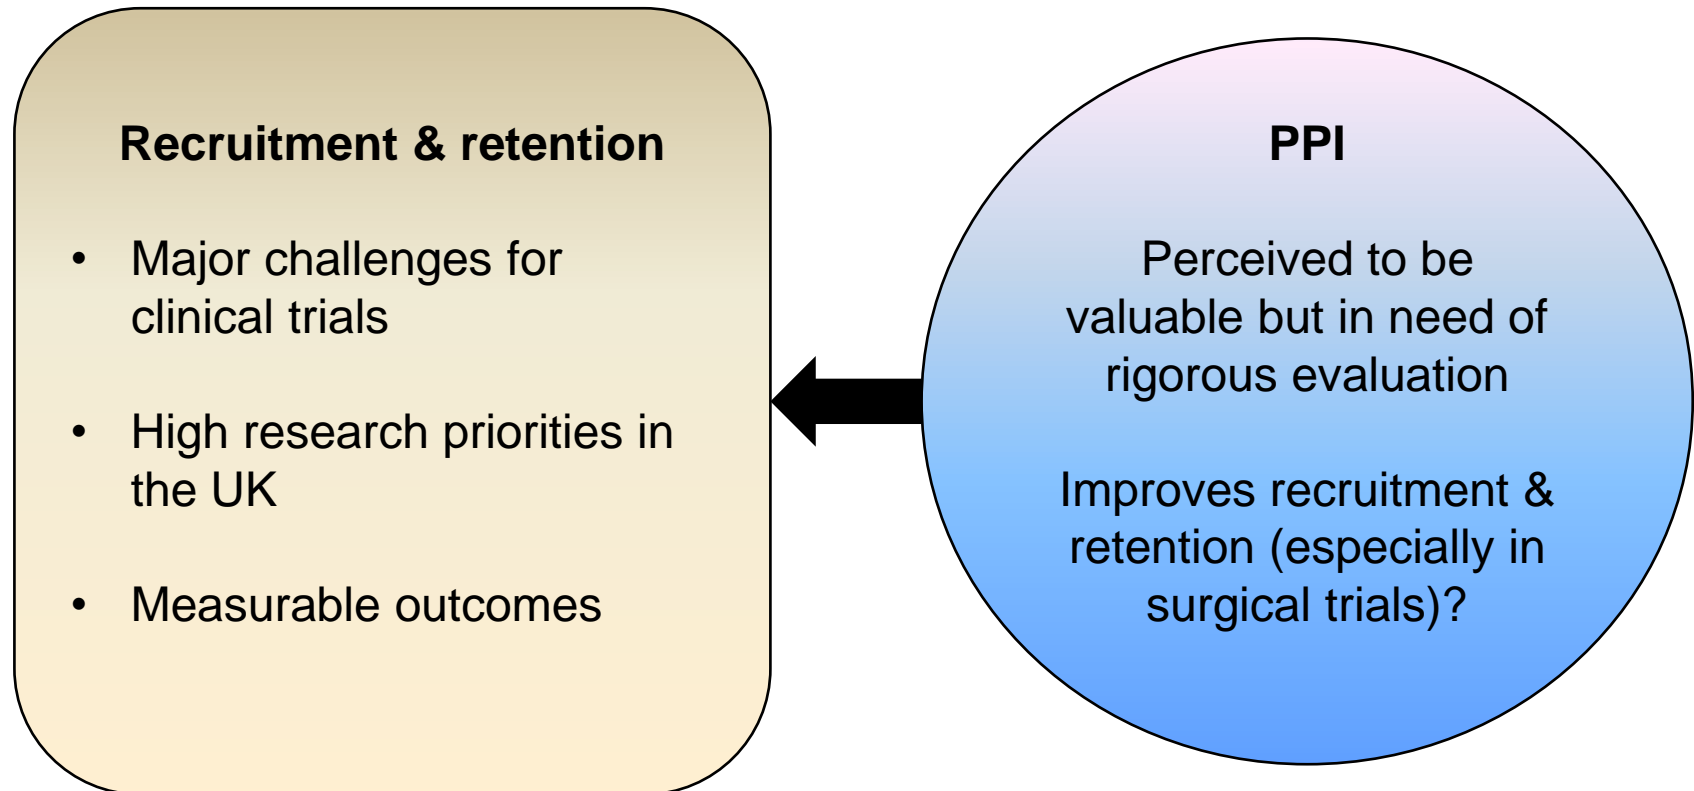 Recruitment & retention
• Major challenges for
clinical trials
• High research priorities in
the UK
• Measurable outcomes
PPI
Perceived to be
valuable but in need of
rigorous evaluation
Improves recruitment &
retention (especially in
surgical trials)?